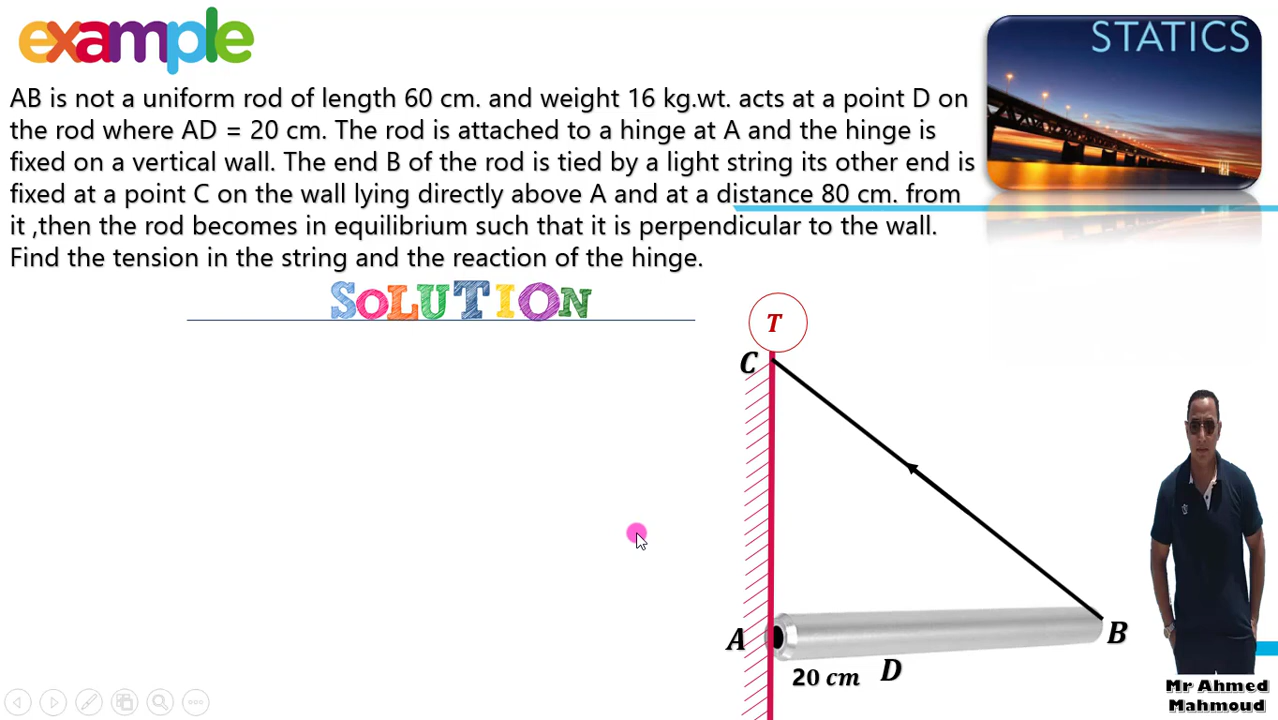 example
STATICS
AB is not a uniform rod of length 60 cm. and weight 16 kg.wt. acts at a point D on
the rod where AD = 20 cm. The rod is attached to a hinge at A and the hinge is
fixed on a vertical wall. The end B of the rod is tied by a light string its other end is
fixed at a point C on the wall lying directly above A and at a distance 80 cm. from
it ,then the rod becomes in equilibrium such that it is perpendicular to the wall.
Find the tension in the string and the reaction of the hinge.
SOLUTION
T
C
A
B
20 cm D
Mr Ahmed
Mahmoud